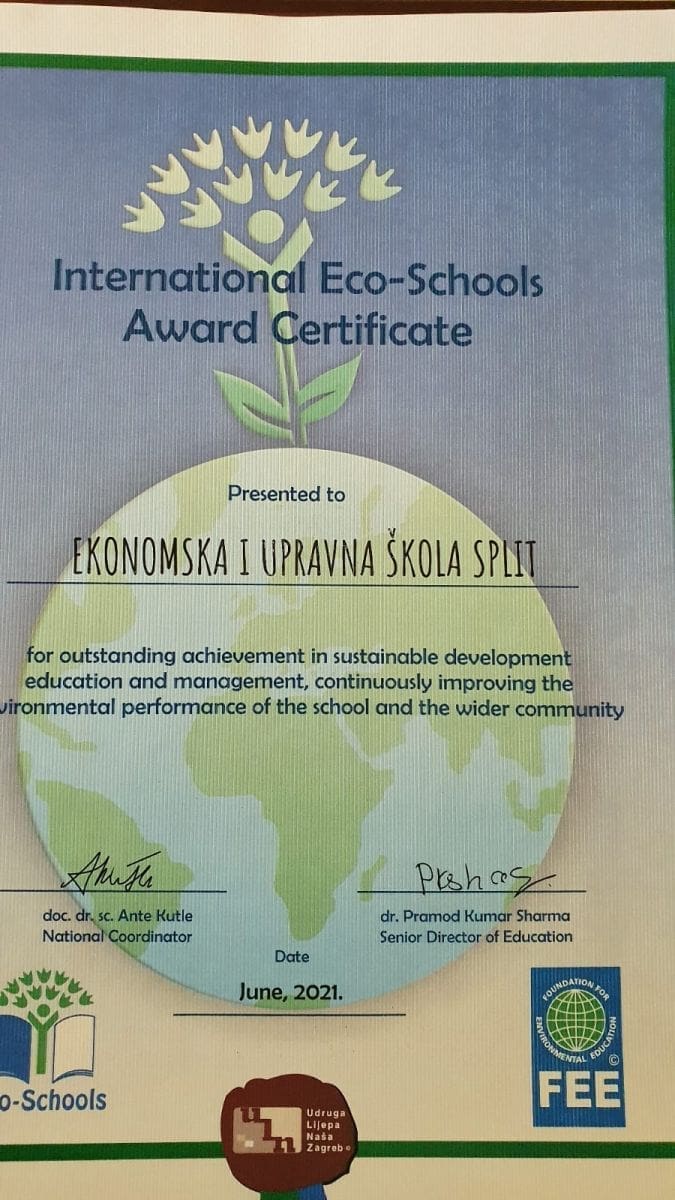 International Eco-Schools
Award Certificate
Presented to
EKONOMSKA I UPRAVNA ŠKOLA SPLIT
for outstanding achievement in sustainable development
education and management, continuously improving the
vironmental performance of the school and the wider community
doc. dr. sc. Ante Kutle
National Coordinator
dr. Pramod Kumar Sharma
Senior Director of Education
Date
June, 2021.
o-Schools
FOUNDATION FOR
ENVIRONMENTAL EDUCATION
©
FEE
Udruga
Lijepa
Naša
Zagreb